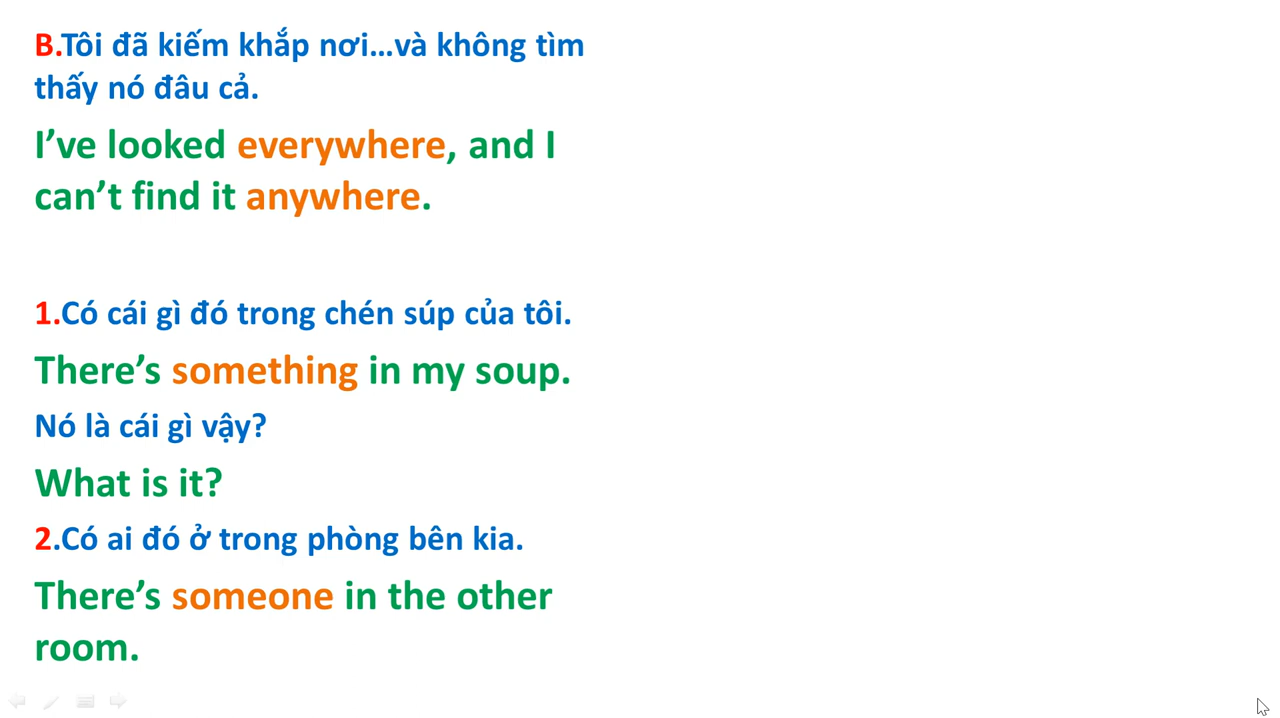 B.Tôi đã kiếm khắp nơi...và không tìm
thấy nó đâu cả.
I’ve looked everywhere, and I
can’t find it anywhere.
1.Có cái gì đó trong chén súp của tôi.
There’s something in my soup.
Nó là cái gì vậy?
What is it?
2.Có ai đó ở trong phòng bên kia.
There’s someone in the other
room.